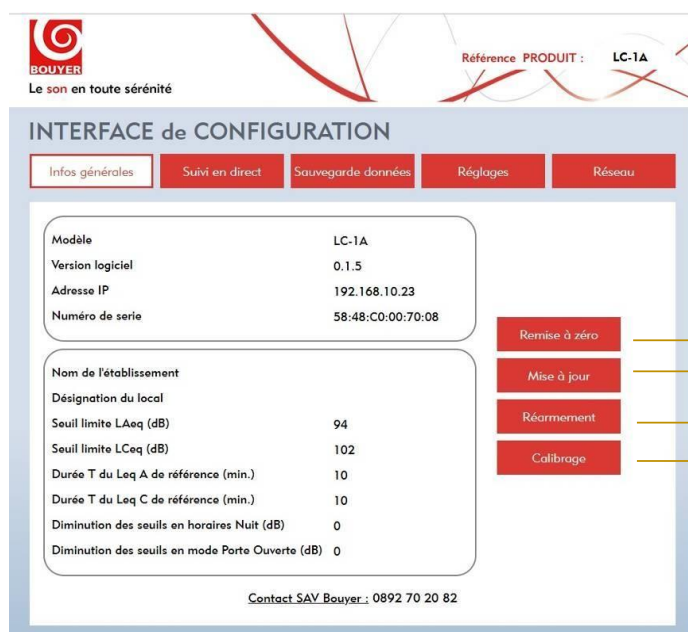 BOUYER
Le son en toute sérénité
Référence PRODUIT : LC-1A
INTERFACE de CONFIGURATION
Infos générales Suivi en direct Sauvegarde données Réglages Réseau
Modèle LC-1A
Version logiciel 0.1.5
Adresse IP 192.168.10.23
Numéro de serie 58:48:C0:00:70:08
Nom de l'établissement
Désignation du local
Seuil limite LAeq (dB) 94
Seuil limite LCeq (dB) 102
Durée T du Leq A de référence (min.) 10
Durée T du Leq C de référence (min.) 10
Diminution des seuils en horaires Nuit (dB) 0
Diminution des seuils en mode Porte Ouverte (dB) 0
Remise à zéro
Mise à jour
Réarmement
Calibrage
Contact SAV Bouyer : 0892 70 20 82